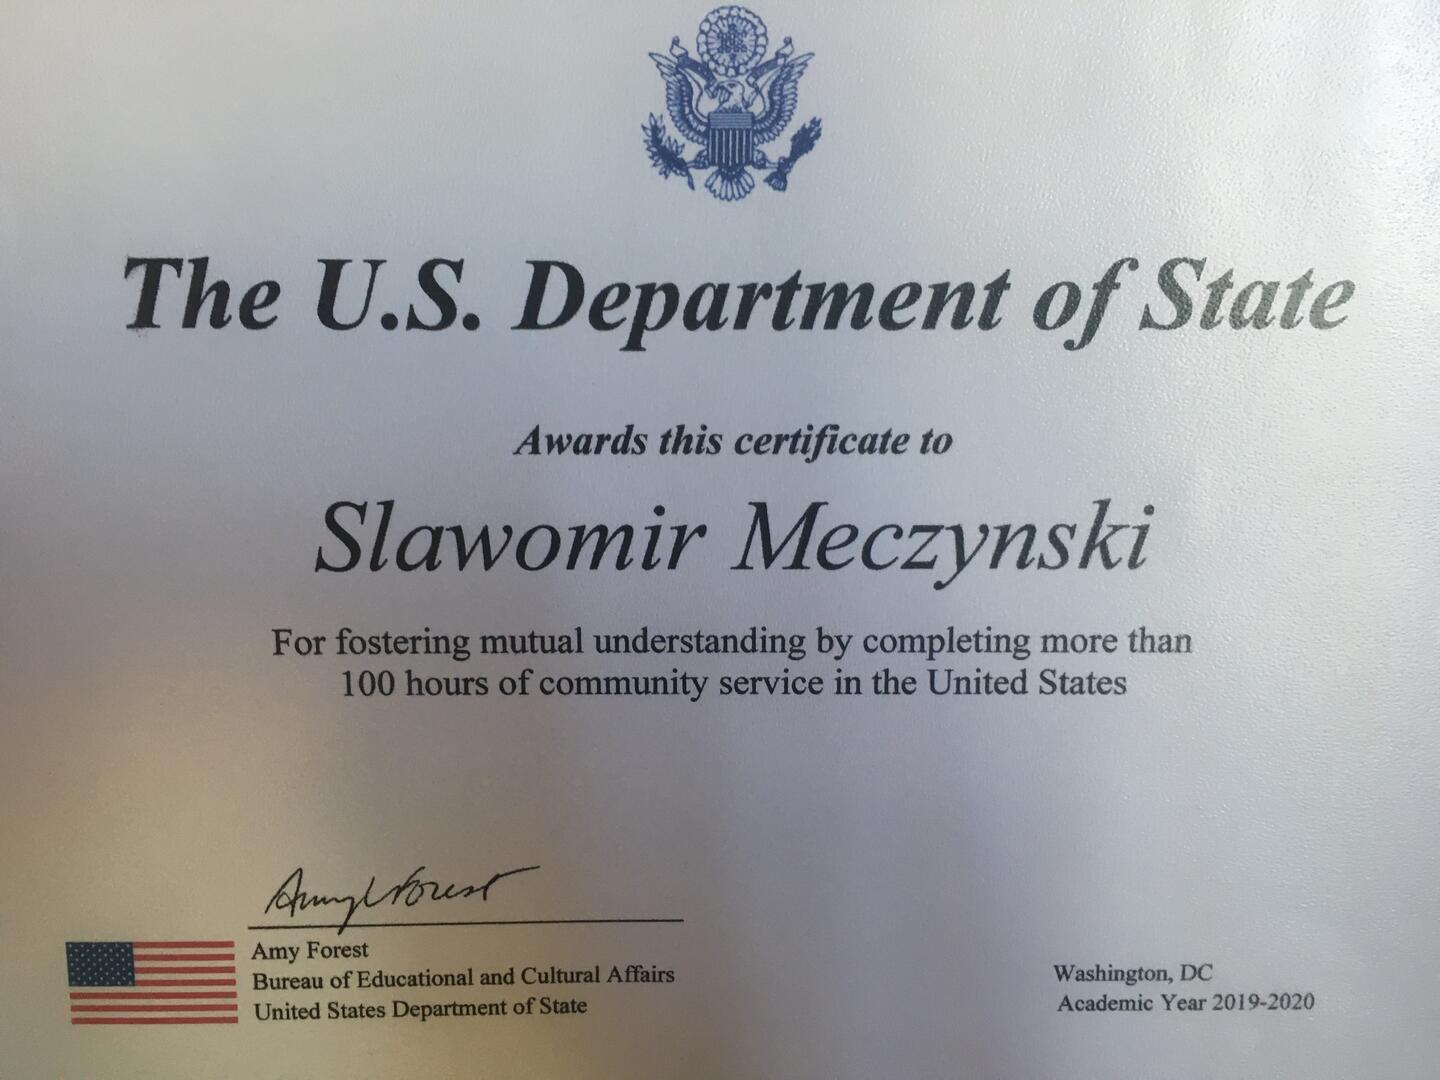 The U.S. Department of State
Awards this certificate to
Slawomir Meczynski
For fostering mutual understanding by completing more than
100 hours of community service in the United States
Amy Forest
Amy Forest
Bureau of Educational and Cultural Affairs
United States Department of State
Washington, DC
Academic Year 2019-2020